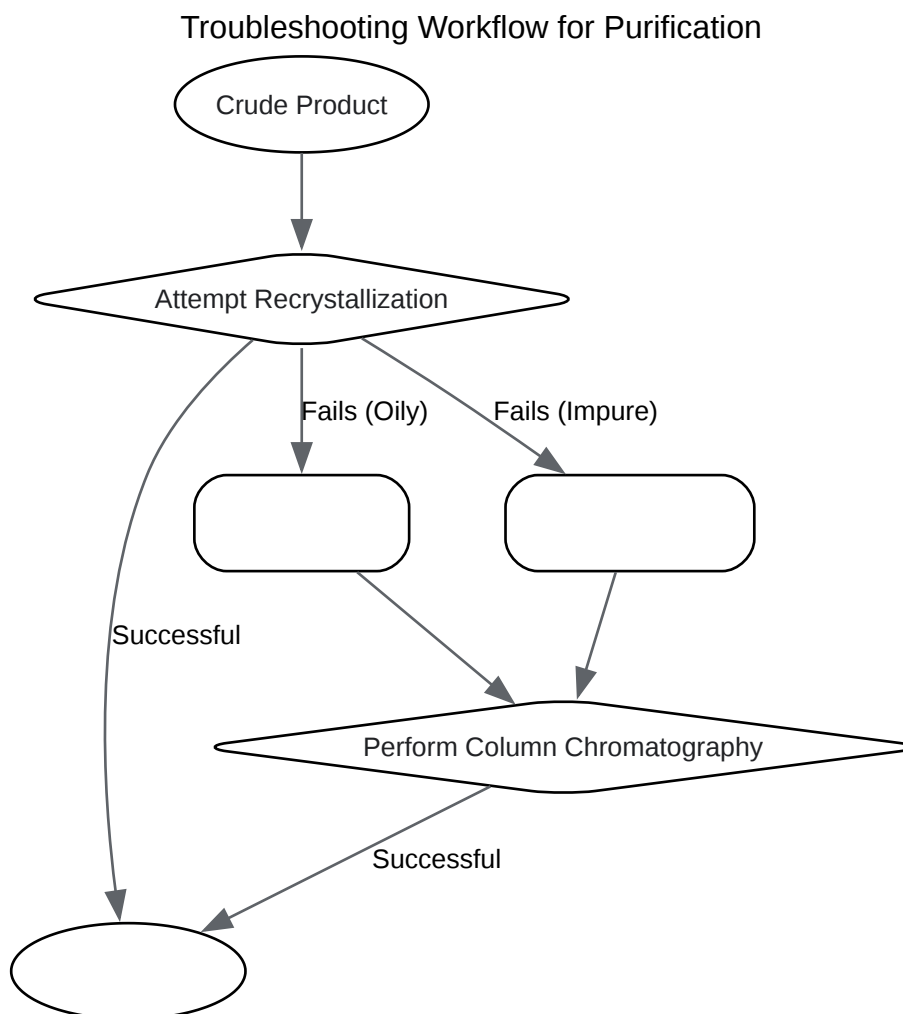 Troubleshooting Workflow for Purification
Crude Product
Attempt Recrystallization
Fails (Oily)
Fails (Impure)
Successful
Perform Column Chromatography
Successful